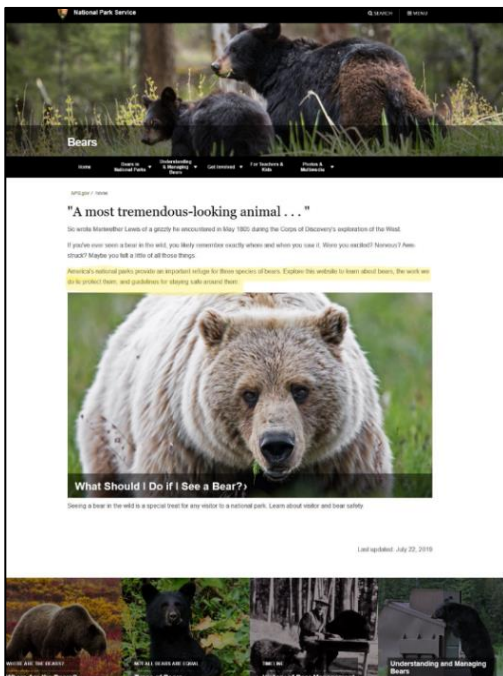 National Park Service
SEARCH
MENU
Bears
Home
Bears in
National Parks
Understanding
& Managing
Bears
Get Involved
For Teachers &
Kids
Photos &
Multimedia
NPS.gov / Home
"A most tremendous-looking animal . . . "
So wrote Meriwether Lewis of a grizzly he encountered in May 1805 during the Corps of Discovery's exploration of the West.
If you've ever seen a bear in the wild, you likely remember exactly where and when you saw it. Were you excited? Nervous? Awe-
struck? Maybe you felt a little of all those things.
America's national parks provide an important refuge for three species of bears. Explore this website to learn about bears, the work we
do to protect them, and guidelines for staying safe around them.
What Should I Do if I See a Bear?›
Seeing a bear in the wild is a special treat for any visitor to a national park. Learn about visitor and bear safety
Last updated: July 22, 2019
WHERE ARE THE BEARS?
NOT ALL BEARS ARE EQUAL
TIMELINE
Understanding and Managing
Bears